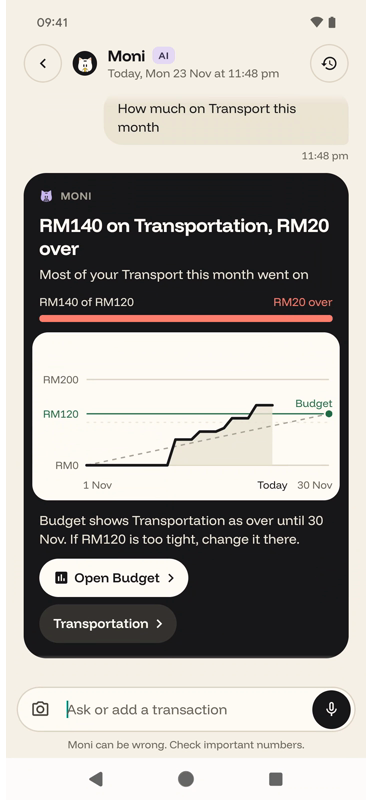 09:41
Moni AI
Today, Mon 23 Nov at 11:48 pm
How much on Transport this
month
11:48 pm
MONI
RM140 on Transportation, RM20
over
Most of your Transport this month went on
RM140 of RM120
RM20 over
RM200
Budget
RM120
RM0
1 Nov
Today
30 Nov
Budget shows Transportation as over until 30
Nov. If RM120 is too tight, change it there.
Open Budget
Transportation
Ask or add a transaction
Moni can be wrong. Check important numbers.